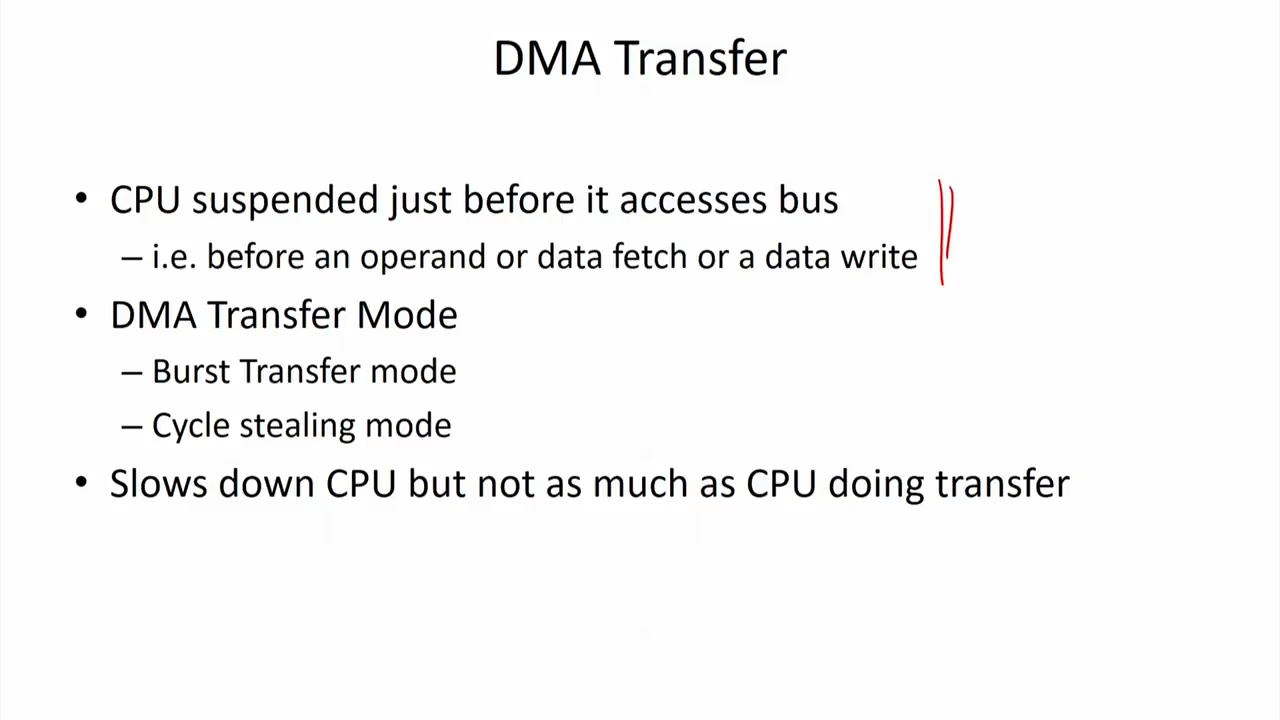 DMA Transfer
• CPU suspended just before it accesses bus
– i.e. before an operand or data fetch or a data write
• DMA Transfer Mode
– Burst Transfer mode
– Cycle stealing mode
• Slows down CPU but not as much as CPU doing transfer